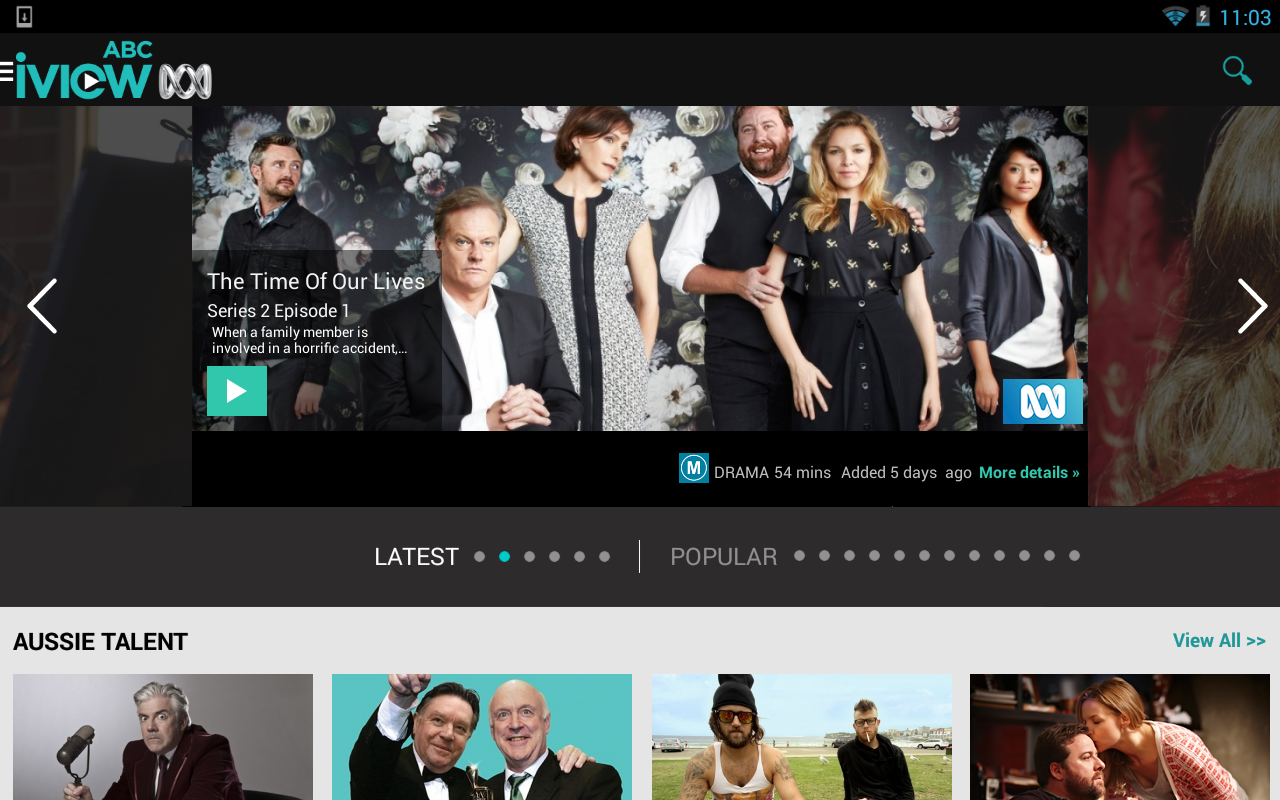 11:03
ABC
iview
The Time Of Our Lives
Series 2 Episode 1
When a family member is
involved in a horrific accident,...
M DRAMA 54 mins Added 5 days ago More details »
LATEST
POPULAR
AUSSIE TALENT
View All >>